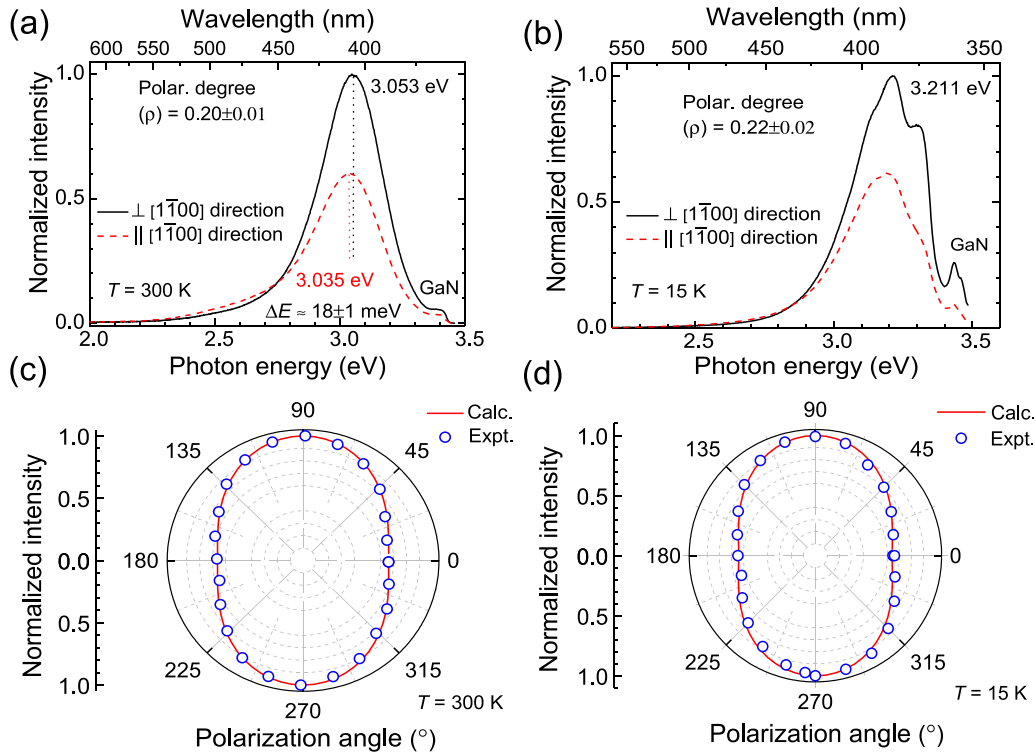 (a)
Wavelength (nm)
600 550 500 450 400
1.0
Polar. degree
(ρ) = 0.20±0.01
3.053 eV
Normalized intensity
0.5
⊥ [11̅00] direction
|| [11̅00] direction
3.035 eV
GaN
T = 300 K
ΔE ≈ 18±1 meV
0.0
2.0 2.5 3.0 3.5
Photon energy (eV)
(b)
Wavelength (nm)
550 500 450 400 350
1.0
Polar. degree
(ρ) = 0.22±0.02
3.211 eV
Normalized intensity
0.5
⊥ [11̅00] direction
|| [11̅00] direction
GaN
T = 15 K
0.0
2.5 3.0 3.5
Photon energy (eV)
(c)
90
Calc.
Expt.
1.0
135
45
0.5
Normalized intensity
0.0
180
0
0.5
225
315
1.0
270
T = 300 K
Polarization angle (°)
(d)
90
Calc.
Expt.
1.0
135
45
0.5
Normalized intensity
0.0
180
0
0.5
225
315
1.0
270
T = 15 K
Polarization angle (°)